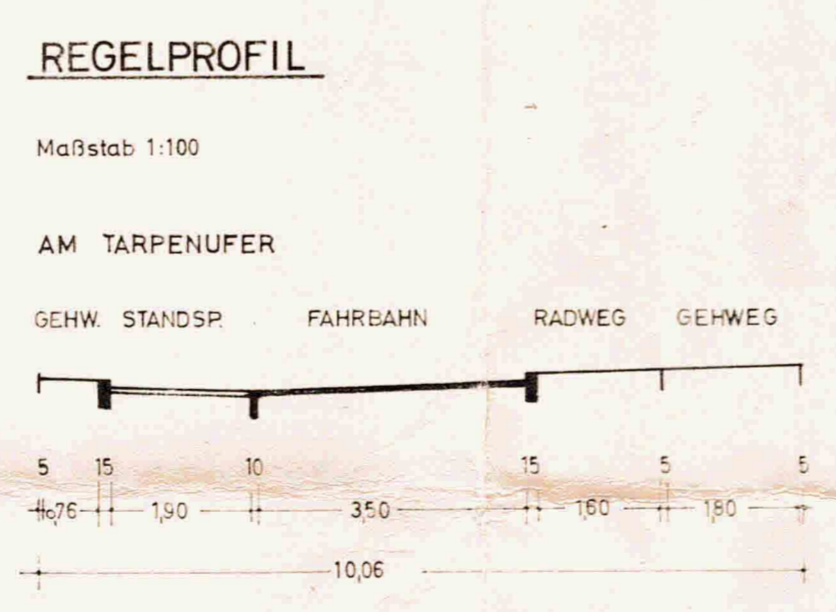 REGELPROFIL
Maßstab 1:100
AM TARPENUFER
GEHW. STANDSP. FAHRBAHN RADWEG GEHWEG
5 15 10 15 5 5
0,76 1,90 3,50 1,60 1,80
10,06